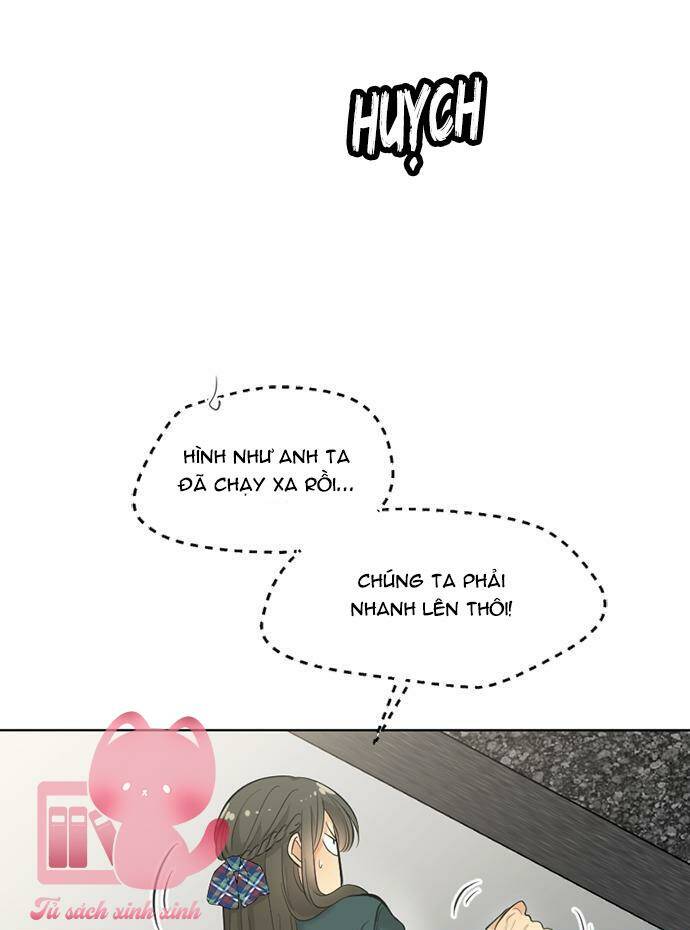 HUỴCH
HÌNH NHƯ ANH TA
ĐÃ CHẠY XA RỒI...
CHÚNG TA PHẢI
NHANH LÊN THÔI!
Tủ sách xinh xinh